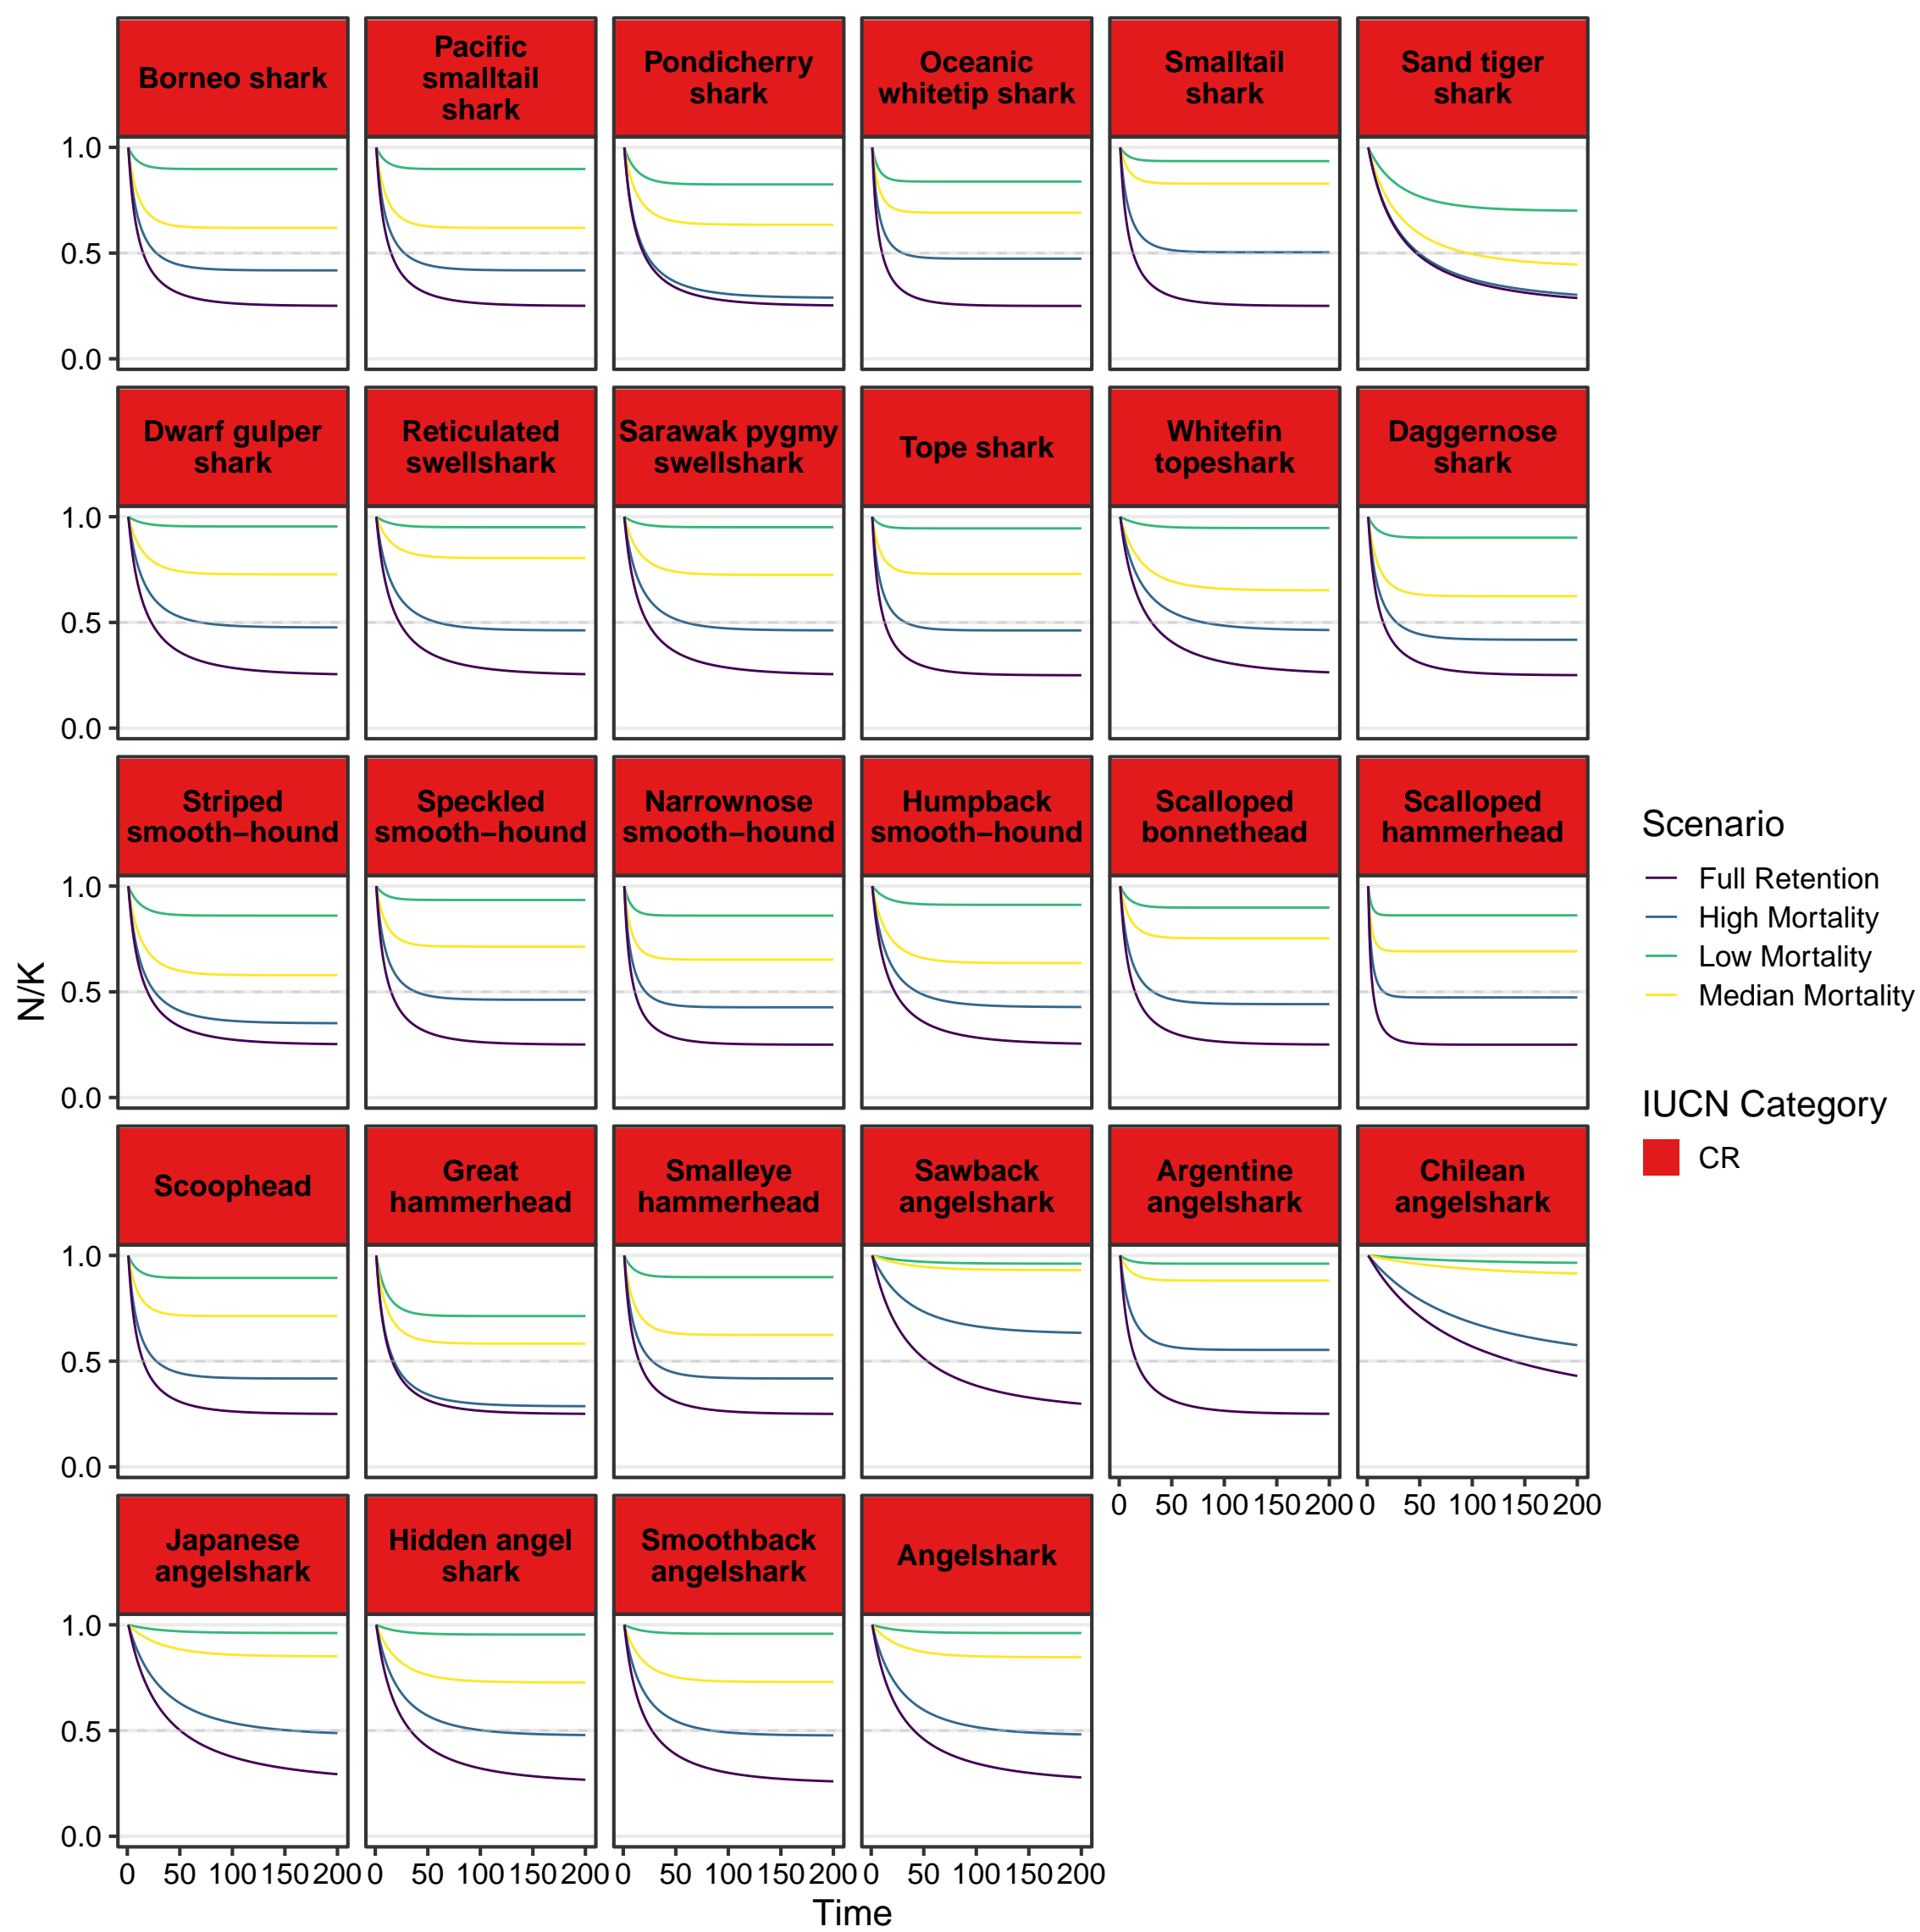 Borneo shark
Pacific
smalltail
shark
Pondicherry
shark
Oceanic
whitetip shark
Smalltail
shark
Sand tiger
shark
1.0
0.5
0.0
Dwarf gulper
shark
Reticulated
swellshark
Sarawak pygmy
swellshark
Tope shark
Whitefin
topeshark
Daggernose
shark
1.0
0.5
0.0
Striped
smooth−hound
Speckled
smooth−hound
Narrownose
smooth−hound
Humpback
smooth−hound
Scalloped
bonnethead
Scalloped
hammerhead
1.0
0.5
0.0
Scoophead
Great
hammerhead
Smalleye
hammerhead
Sawback
angelshark
Argentine
angelshark
Chilean
angelshark
1.0
0.5
0.0
0 50 100 150 200
0 50 100 150 200
Japanese
angelshark
Hidden angel
shark
Smoothback
angelshark
Angelshark
1.0
0.5
0.0
0 50 100 150 200
0 50 100 150 200
0 50 100 150 200
0 50 100 150 200
Time
N/K
Scenario
Full Retention
High Mortality
Low Mortality
Median Mortality
IUCN Category
CR